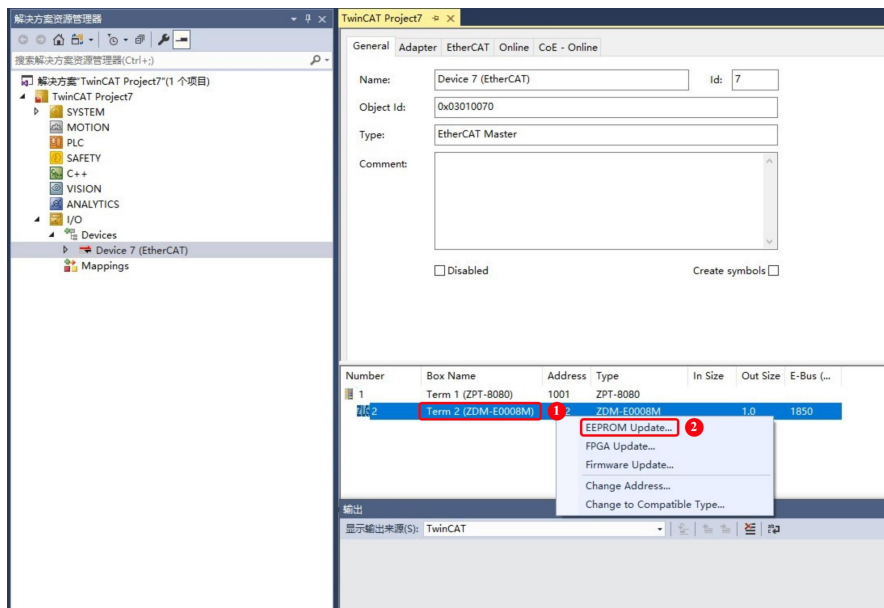 解决方案资源管理器
搜索解决方案资源管理器(Ctrl+;)
解决方案"TwinCAT Project7"(1 个项目)
TwinCAT Project7
SYSTEM
MOTION
PLC
SAFETY
C++
VISION
ANALYTICS
I/O
Devices
Device 7 (EtherCAT)
Mappings
TwinCAT Project7
General Adapter EtherCAT Online CoE - Online
Name: Device 7 (EtherCAT) Id: 7
Object Id: 0x03010070
Type: EtherCAT Master
Comment:
Disabled Create symbols
Number Box Name Address Type In Size Out Size E-Bus (...
1 Term 1 (ZPT-8080) 1001 ZPT-8080
2 Term 2 (ZDM-E0008M) 1 2 ZDM-E0008M 1.0 1850
EEPROM Update... 2
FPGA Update...
Firmware Update...
Change Address...
Change to Compatible Type...
输出
显示输出来源(S): TwinCAT